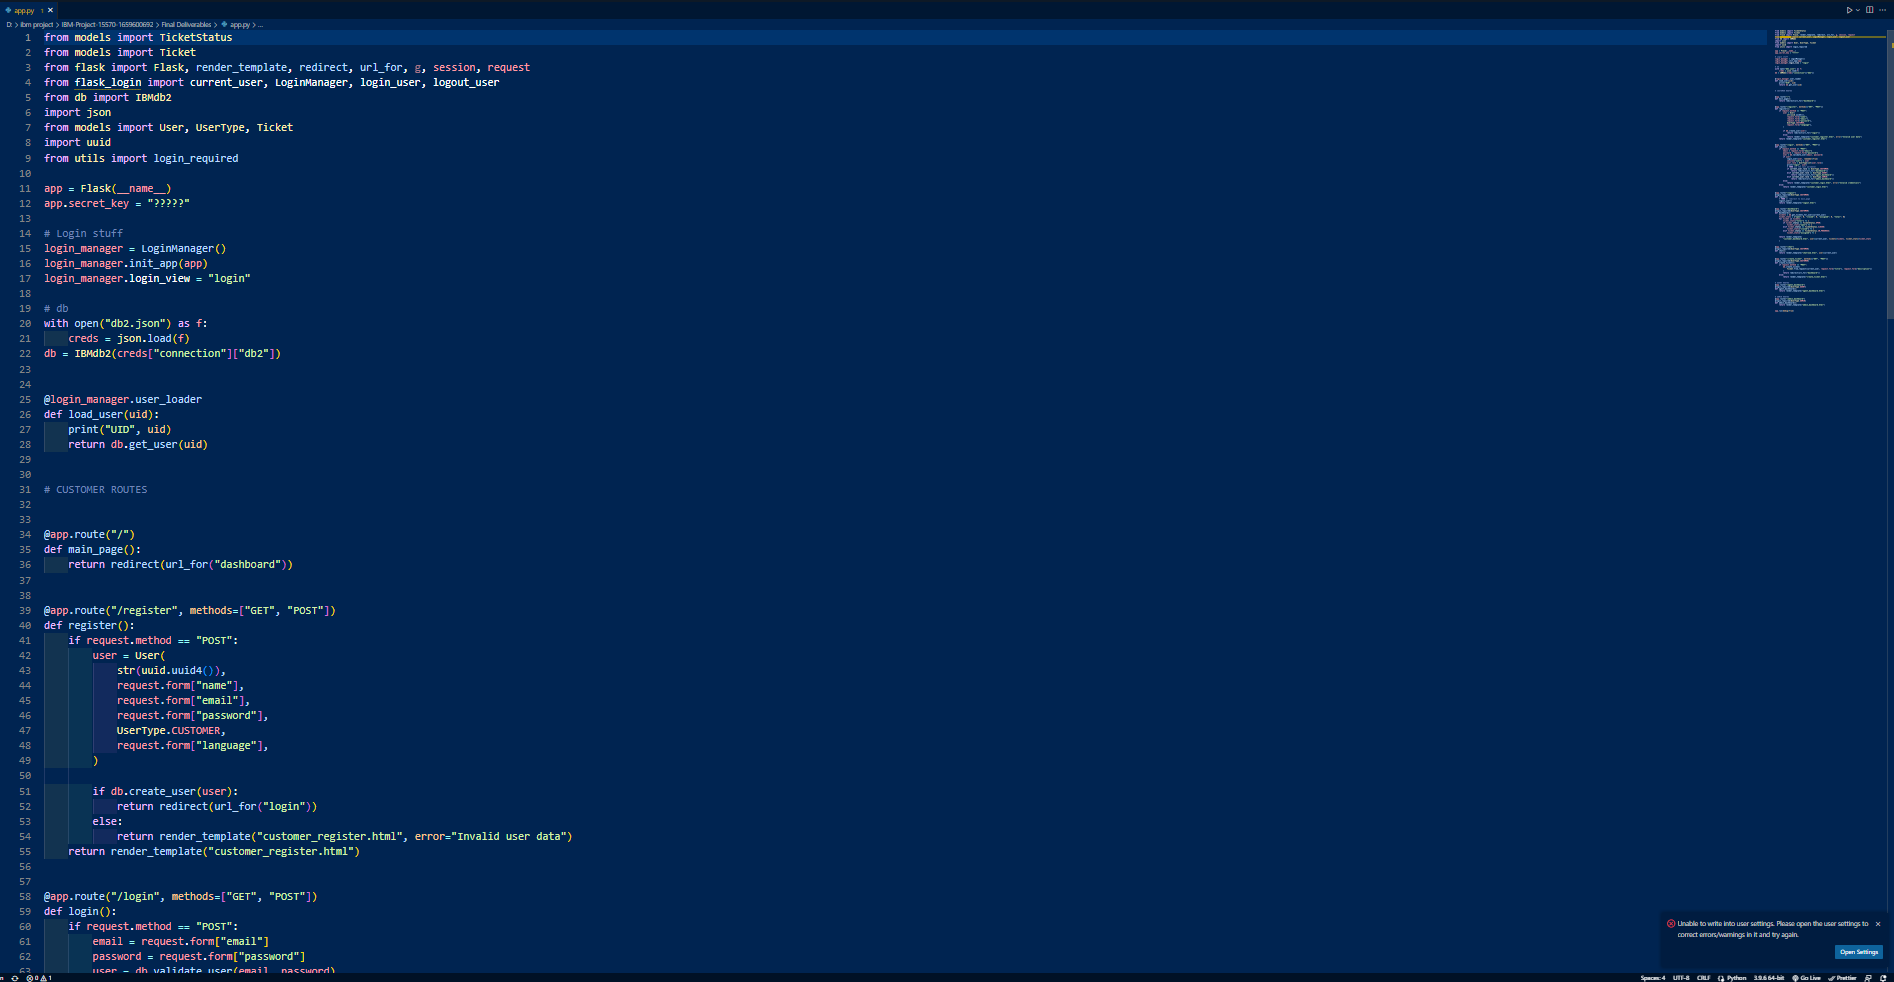 app.py 1 ×
D: > ibm project > IBM-Project-15570-1659600692 > Final Deliverables > app.py > ...
1 from models import TicketStatus
2 from models import Ticket
3 from flask import Flask, render_template, redirect, url_for, g, session, request
4 from flask_login import current_user, LoginManager, login_user, logout_user
5 from db import IBMdb2
6 import json
7 from models import User, UserType, Ticket
8 import uuid
9 from utils import login_required
10
11 app = Flask(__name__)
12 app.secret_key = "?????"
13
14 # Login stuff
15 login_manager = LoginManager()
16 login_manager.init_app(app)
17 login_manager.login_view = "login"
18
19 # db
20 with open("db2.json") as f:
21     creds = json.load(f)
22 db = IBMdb2(creds["connection"]["db2"])
23
24
25 @login_manager.user_loader
26 def load_user(uid):
27     print("UID", uid)
28     return db.get_user(uid)
29
30
31 # CUSTOMER ROUTES
32
33
34 @app.route("/")
35 def main_page():
36     return redirect(url_for("dashboard"))
37
38
39 @app.route("/register", methods=["GET", "POST"])
40 def register():
41     if request.method == "POST":
42         user = User(
43             str(uuid.uuid4()),
44             request.form["name"],
45             request.form["email"],
46             request.form["password"],
47             UserType.CUSTOMER,
48             request.form["language"],
49         )
50
51         if db.create_user(user):
52             return redirect(url_for("login"))
53         else:
54             return render_template("customer_register.html", error="Invalid user data")
55     return render_template("customer_register.html")
56
57
58 @app.route("/login", methods=["GET", "POST"])
59 def login():
60     if request.method == "POST":
61         email = request.form["email"]
62         password = request.form["password"]
63         user = db.validate_user(email, password)
Unable to write into user settings. Please open the user settings to
correct errors/warnings in it and try again.
Open Settings
0 1 Spaces: 4 UTF-8 CRLF Python 3.9.6 64-bit Go Live Prettier